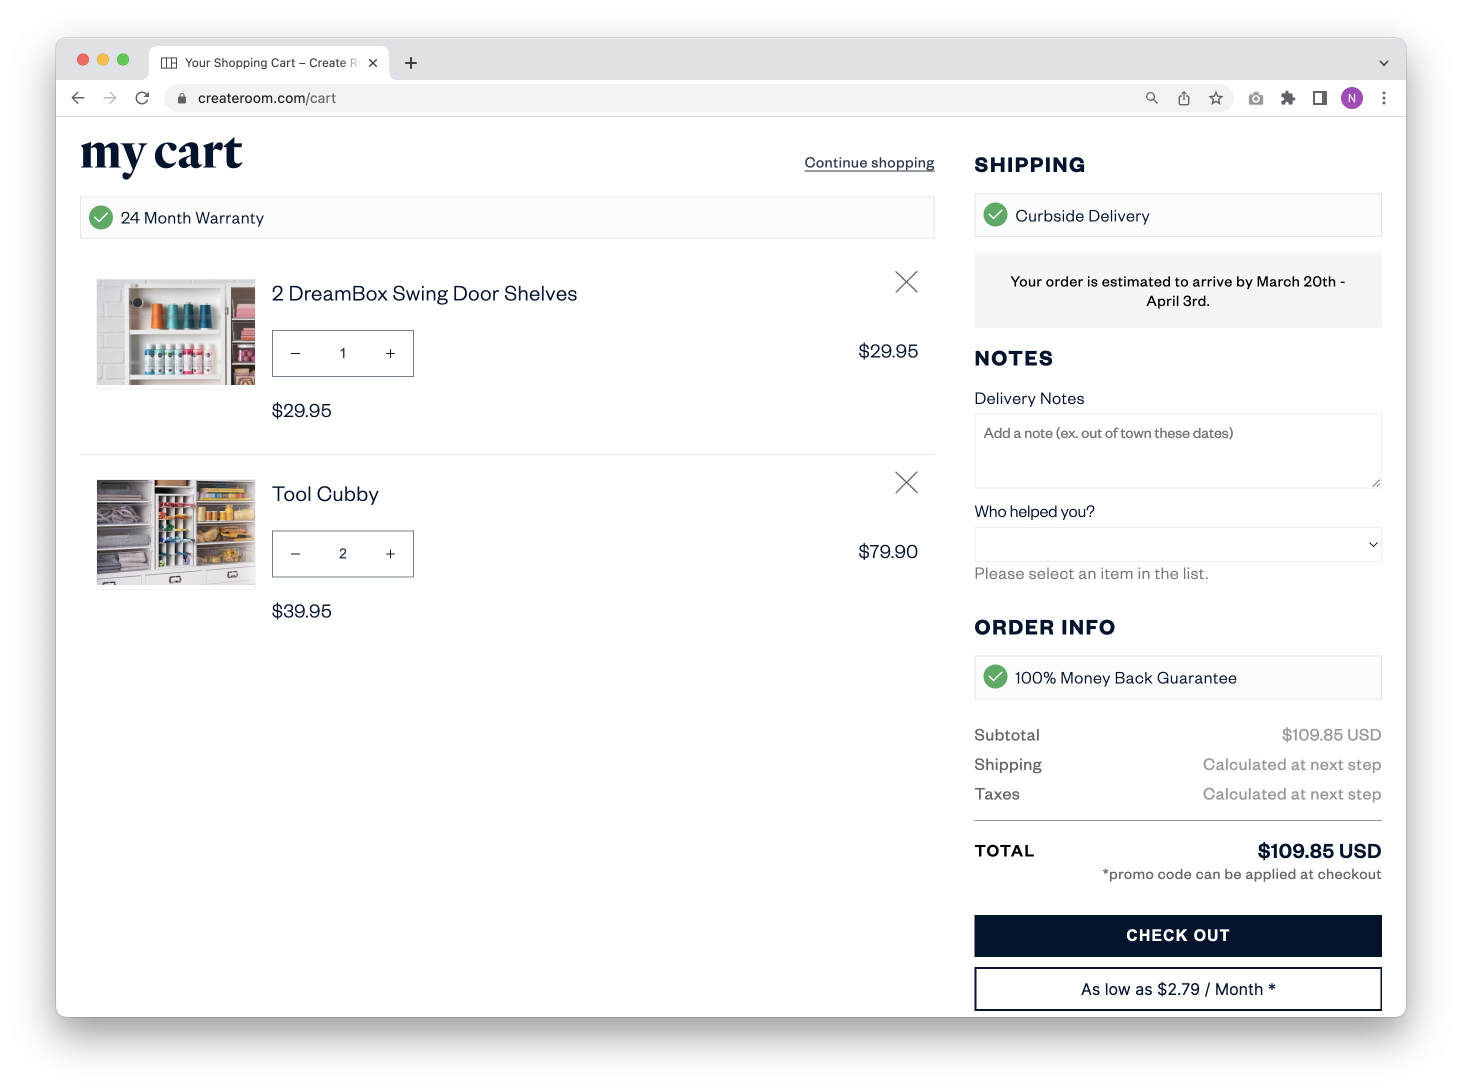 Your Shopping Cart – Create R
createroom.com/cart
N
my cart
Continue shopping
24 Month Warranty
2 DreamBox Swing Door Shelves
− 1 +
$29.95
$29.95
Tool Cubby
− 2 +
$79.90
$39.95
SHIPPING
Curbside Delivery
Your order is estimated to arrive by March 20th -
April 3rd.
NOTES
Delivery Notes
Add a note (ex. out of town these dates)
Who helped you?
Please select an item in the list.
ORDER INFO
100% Money Back Guarantee
Subtotal $109.85 USD
Shipping Calculated at next step
Taxes Calculated at next step
TOTAL $109.85 USD
*promo code can be applied at checkout
CHECK OUT
As low as $2.79 / Month *